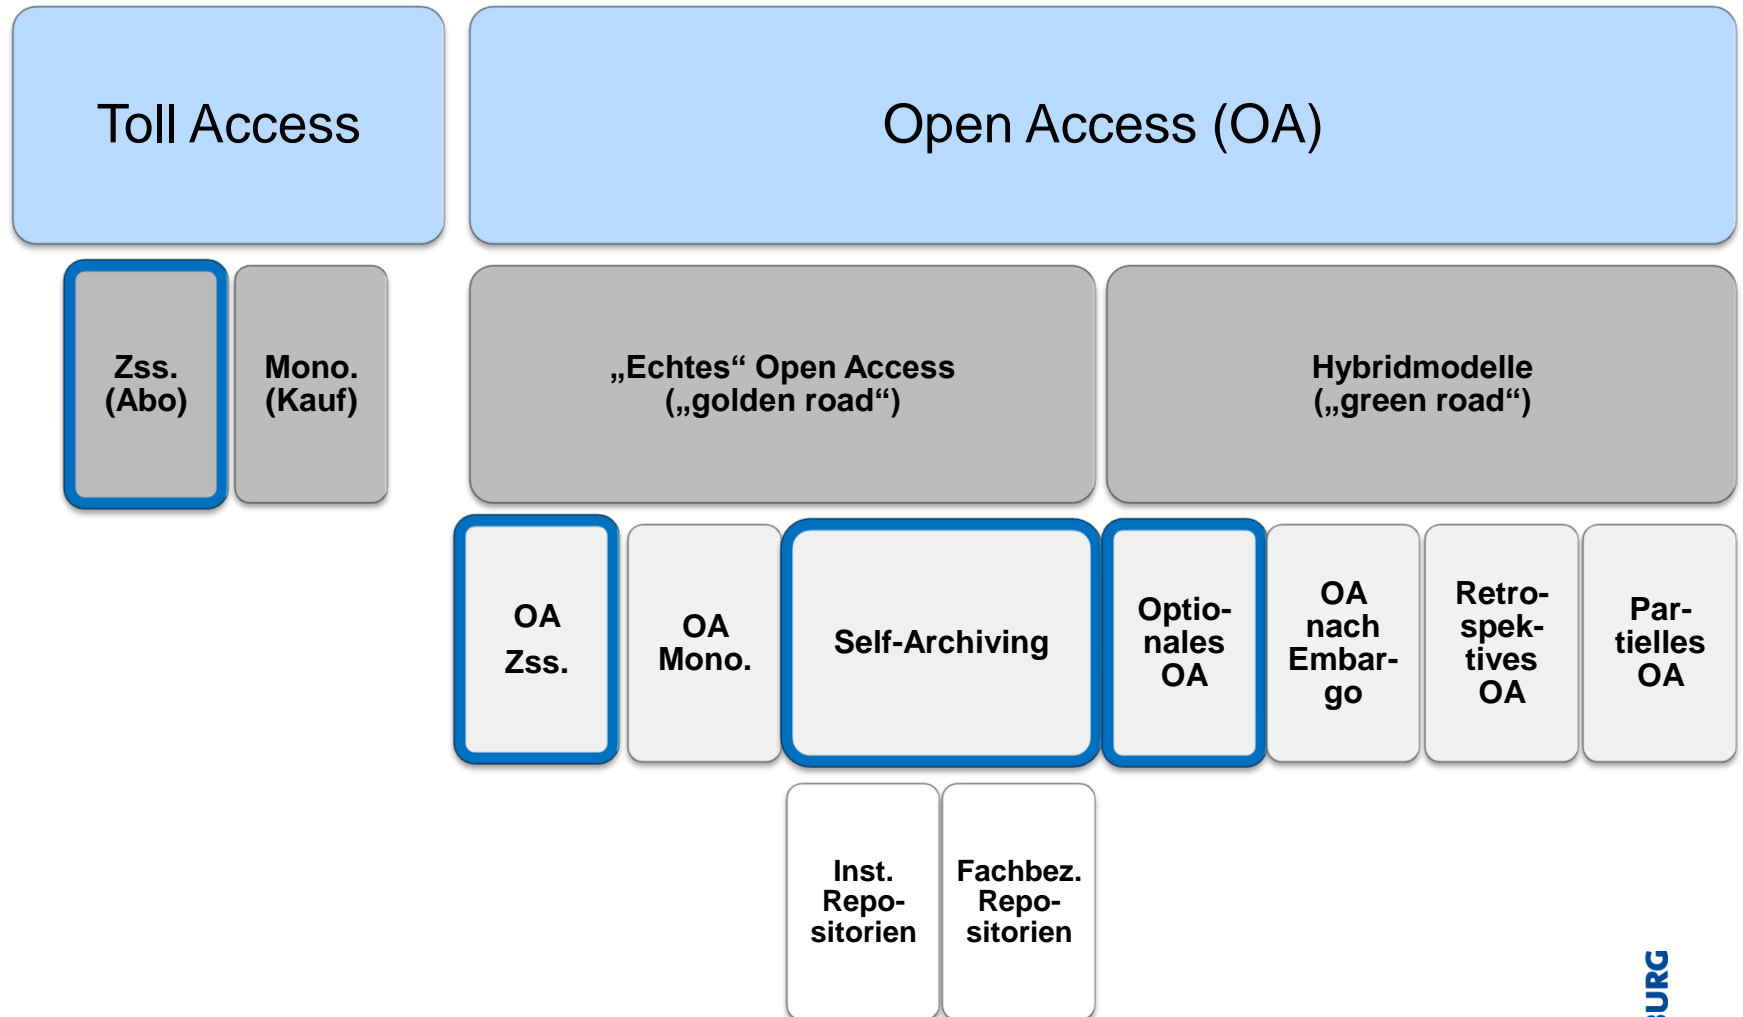 Toll Access
Open Access (OA)
Zss.
(Abo)
Mono.
(Kauf)
„Echtes“ Open Access
(„golden road“)
Hybridmodelle
(„green road“)
OA
Zss.
OA
Mono.
Self-Archiving
Optio-
nales
OA
OA
nach
Embar-
go
Retro-
spek-
tives
OA
Par-
tielles
OA
Inst.
Repo-
sitorien
Fachbez.
Repo-
sitorien
BURG